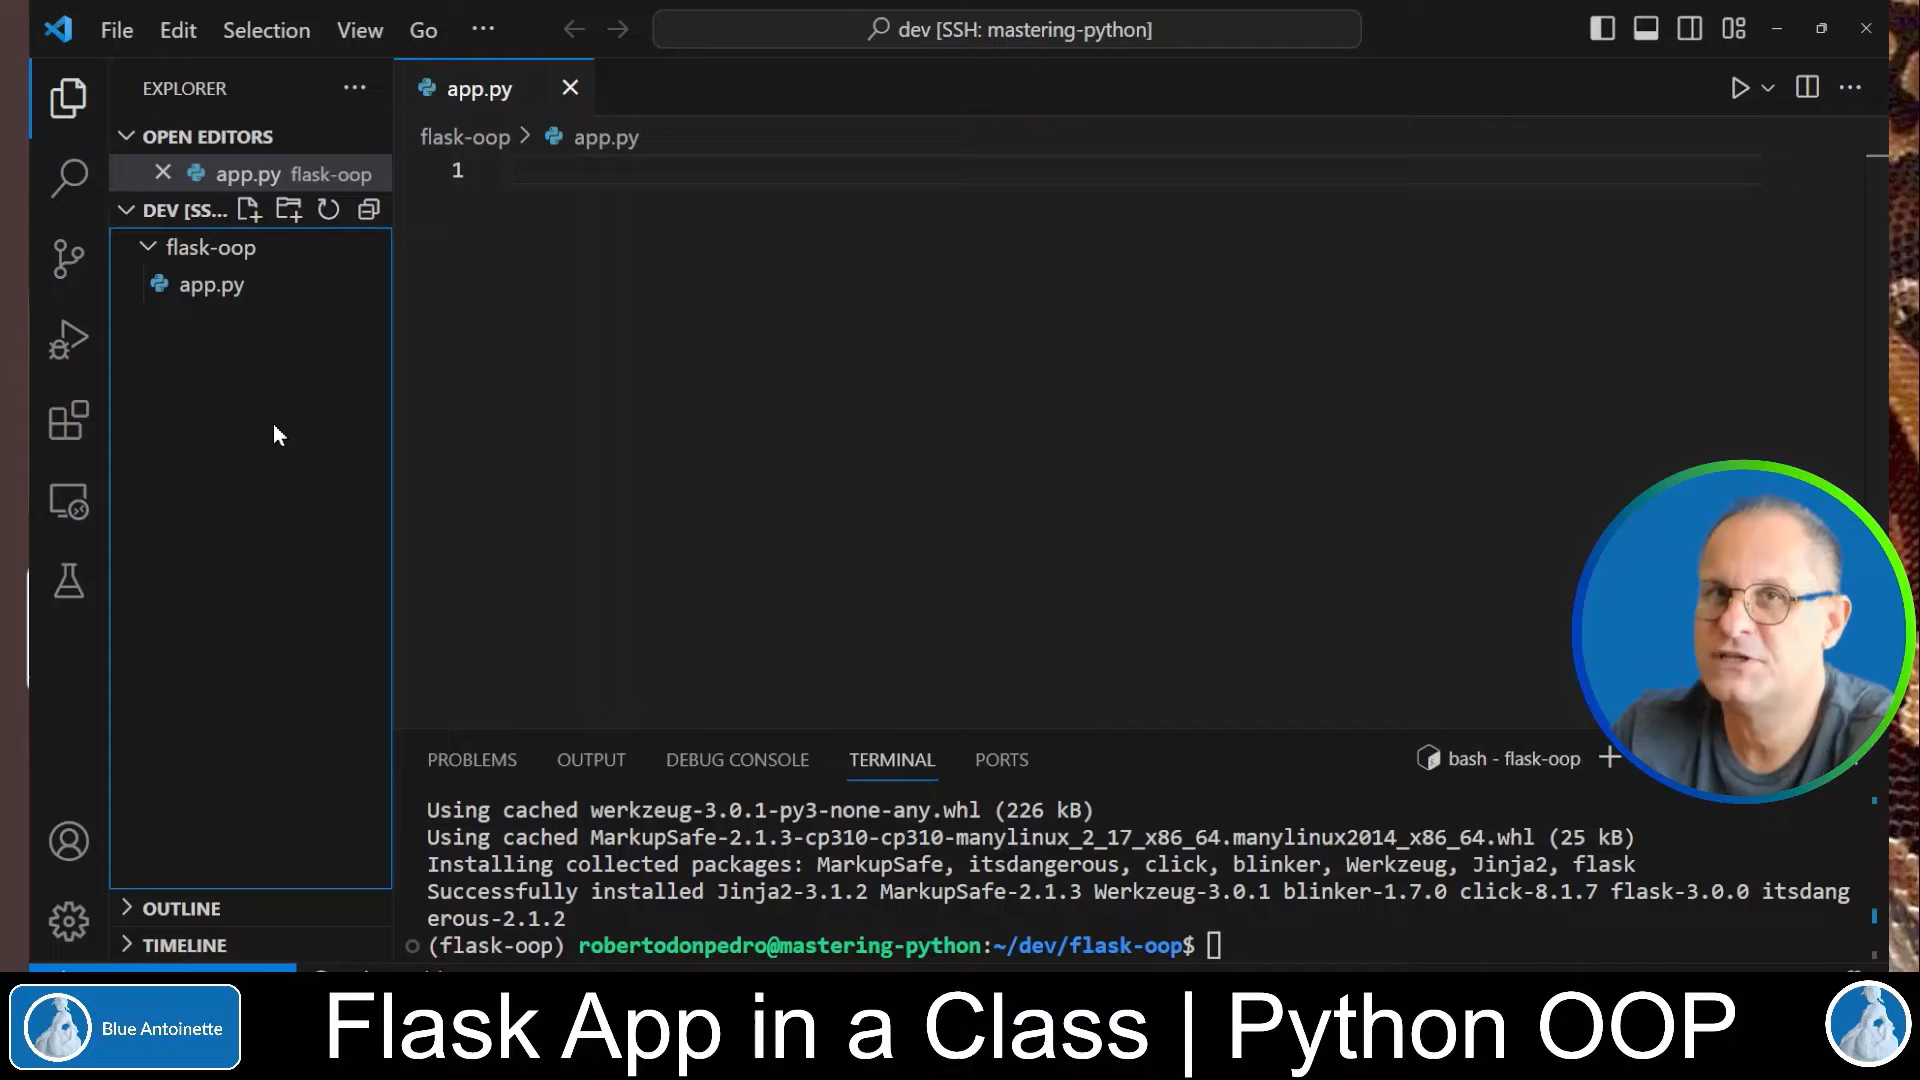 File Edit Selection View Go ···
dev [SSH: mastering-python]
EXPLORER
OPEN EDITORS
app.py flask-oop
DEV [SS...
flask-oop
app.py
OUTLINE
TIMELINE
app.py
flask-oop > app.py
1
PROBLEMS OUTPUT DEBUG CONSOLE TERMINAL PORTS
bash - flask-oop
Using cached werkzeug-3.0.1-py3-none-any.whl (226 kB)
Using cached MarkupSafe-2.1.3-cp310-cp310-manylinux_2_17_x86_64.manylinux2014_x86_64.whl (25 kB)
Installing collected packages: MarkupSafe, itsdangerous, click, blinker, Werkzeug, Jinja2, flask
Successfully installed Jinja2-3.1.2 MarkupSafe-2.1.3 Werkzeug-3.0.1 blinker-1.7.0 click-8.1.7 flask-3.0.0 itsdang
erous-2.1.2
(flask-oop) robertodonpedro@mastering-python:~/dev/flask-oop$
Blue Antoinette
Flask App in a Class | Python OOP